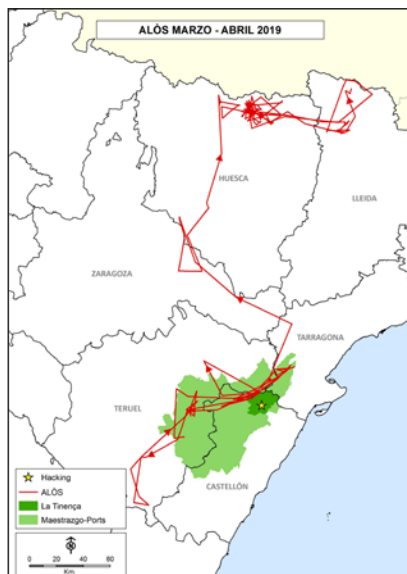 ALÒS MARZO - ABRIL 2019
HUESCA
LLEIDA
ZARAGOZA
TARRAGONA
TERUEL
CASTELLÓN
Hacking
ALÒS
La Tinença
Maestrazgo-Ports
N
0 20 40 60
Km.